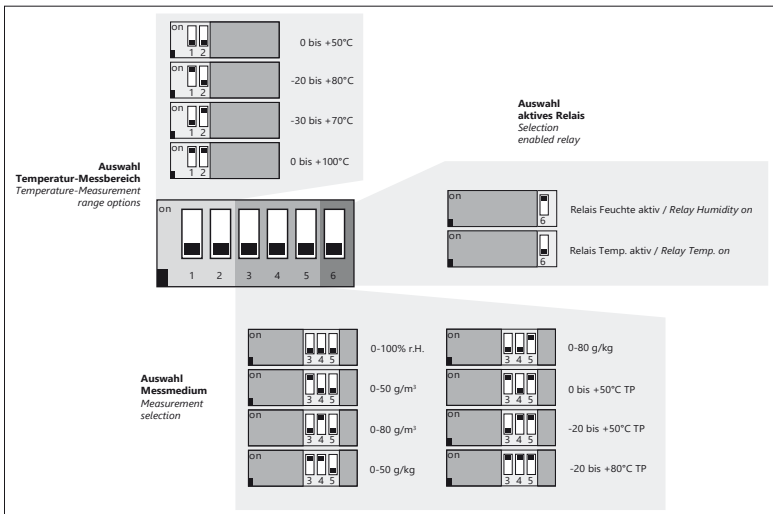 on
1 2
0 bis +50°C
on
1 2
-20 bis +80°C
on
1 2
-30 bis +70°C
on
1 2
0 bis +100°C
Auswahl
Temperatur-Messbereich
Temperature-Measurement
range options
on
1 2 3 4 5 6
Auswahl
aktives Relais
Selection
enabled relay
on
6
Relais Feuchte aktiv / Relay Humidity on
on
6
Relais Temp. aktiv / Relay Temp. on
Auswahl
Messmedium
Measurement
selection
on
3 4 5
0-100% r.H.
on
3 4 5
0-50 g/m³
on
3 4 5
0-80 g/m³
on
3 4 5
0-50 g/kg
on
3 4 5
0-80 g/kg
on
3 4 5
0 bis +50°C TP
on
3 4 5
-20 bis +50°C TP
on
3 4 5
-20 bis +80°C TP